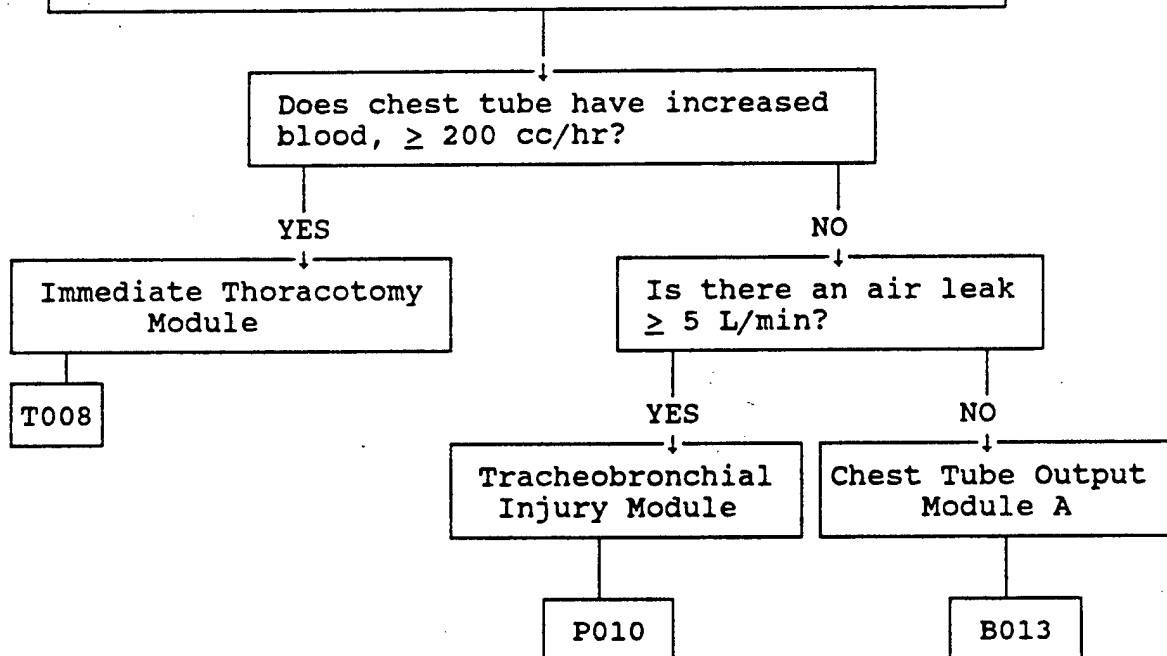 Does chest tube have increased
blood, ≥ 200 cc/hr?
YES
NO
Immediate Thoracotomy
Module
Is there an air leak
≥ 5 L/min?
T008
YES
NO
Tracheobronchial
Injury Module
Chest Tube Output
Module A
P010
B013